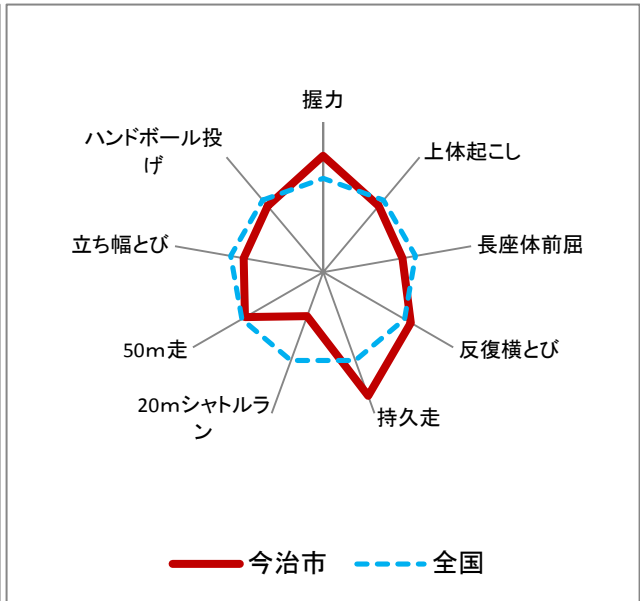 握力
ハンドボール投
げ
上体起こし
立ち幅とび
長座体前屈
50m走
反復横とび
20mシャトルラ
ン
持久走
今治市
全国